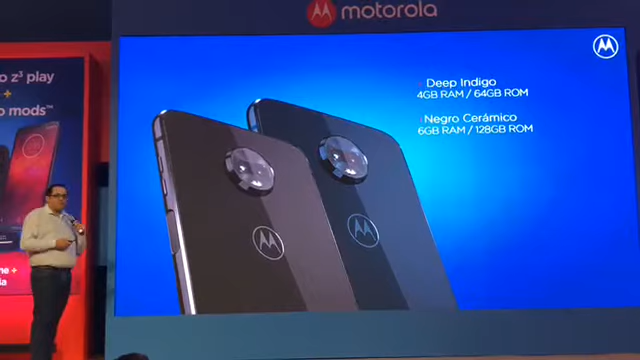 motorola
o z³ play
+
o mods™
Deep Indigo
4GB RAM / 64GB ROM
Negro Cerámico
6GB RAM / 128GB ROM